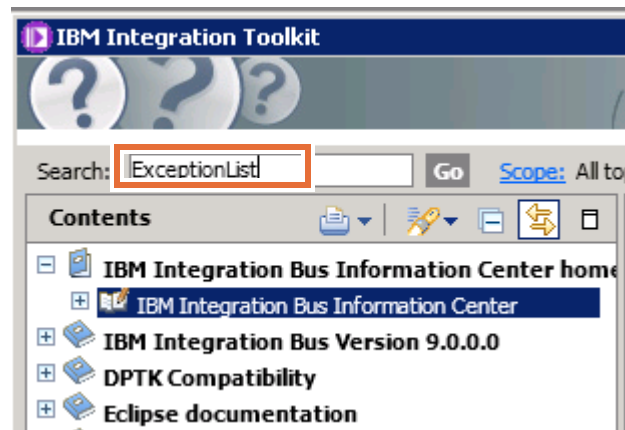 IBM Integration Toolkit
Search: ExceptionList Go Scope: All to
Contents
IBM Integration Bus Information Center home
IBM Integration Bus Information Center
IBM Integration Bus Version 9.0.0.0
DPTK Compatibility
Eclipse documentation